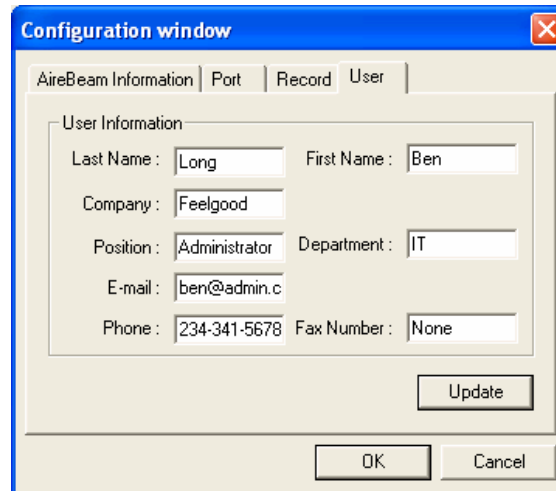 Configuration window
AireBeam Information Port Record User
User Information
Last Name : Long First Name : Ben
Company : Feelgood
Position : Administrator Department : IT
E-mail : ben@admin.c
Phone : 234-341-5678 Fax Number : None
Update
OK Cancel